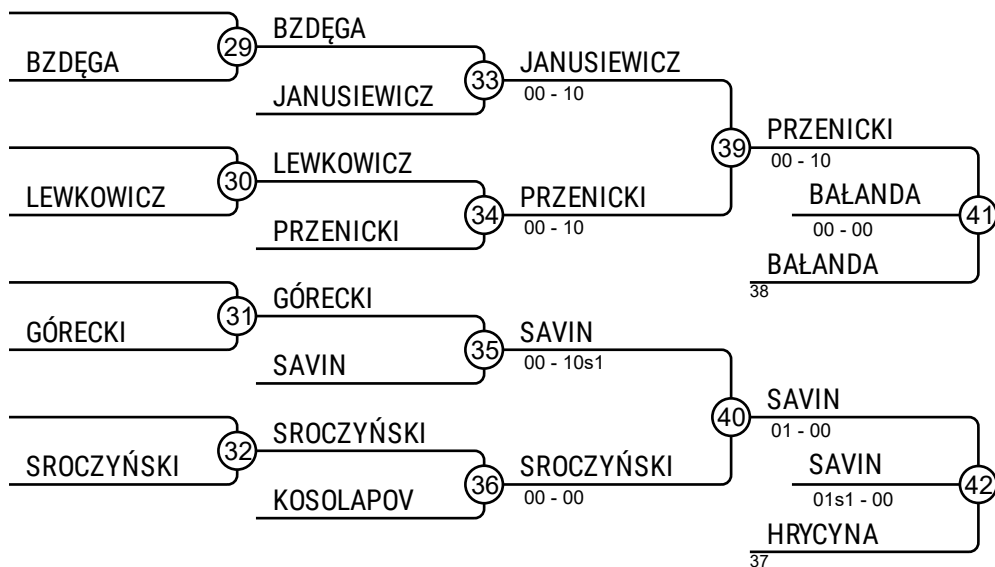 BZDĘGA
29
BZDĘGA
JANUSIEWICZ
33
JANUSIEWICZ
00 - 10
LEWKOWICZ
30
LEWKOWICZ
PRZENICKI
34
PRZENICKI
00 - 10
39
PRZENICKI
00 - 10
BAŁANDA
00 - 00
41
BAŁANDA
38
GÓRECKI
31
GÓRECKI
SAVIN
35
SAVIN
00 - 10s1
SROCZYŃSKI
32
SROCZYŃSKI
KOSOLAPOV
36
SROCZYŃSKI
00 - 00
40
SAVIN
01 - 00
SAVIN
01s1 - 00
42
HRYCYNA
37